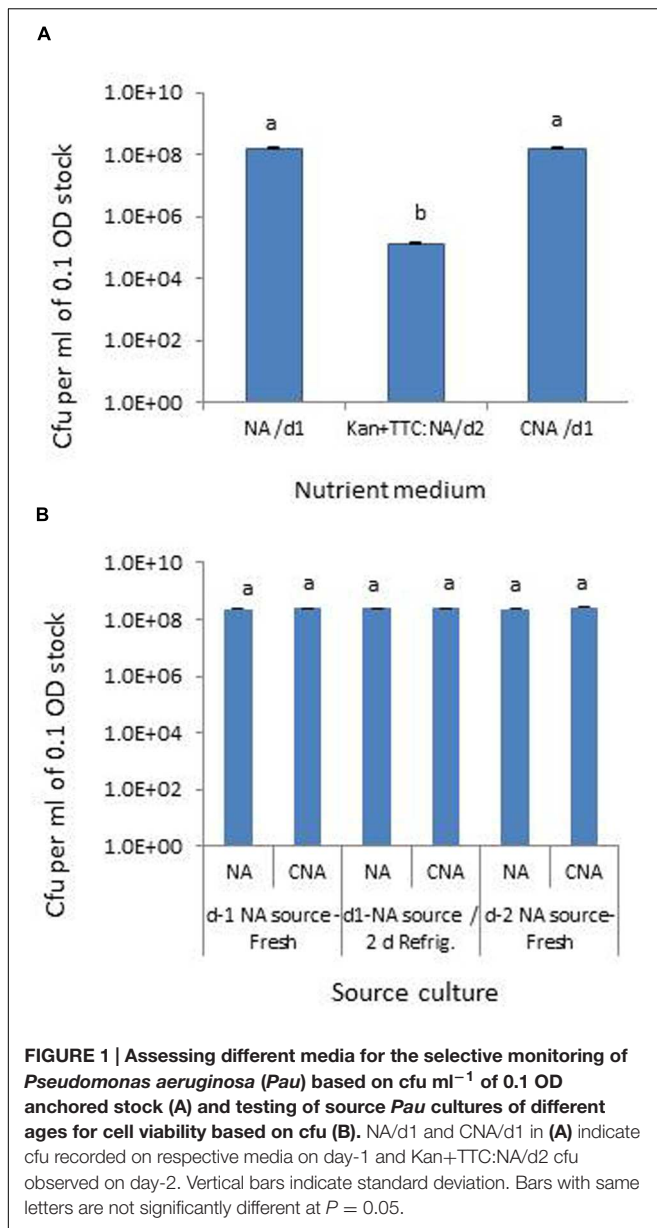 A
Cfu per ml of 0.1 OD stock
1.0E+10
1.0E+08
1.0E+06
1.0E+04
1.0E+02
1.0E+00
a
b
a
NA /d1
Kan+TTC:NA/d2
CNA /d1
Nutrient medium
B
Cfu per ml of 0.1 OD stock
1.0E+10
1.0E+08
1.0E+06
1.0E+04
1.0E+02
1.0E+00
a a a a a a
NA CNA NA CNA NA CNA
d-1 NA source-
Fresh
d1-NA source /
2 d Refrig.
d-2 NA source-
Fresh
Source culture
FIGURE 1 | Assessing different media for the selective monitoring of
Pseudomonas aeruginosa (Pau) based on cfu ml⁻¹ of 0.1 OD
anchored stock (A) and testing of source Pau cultures of different
ages for cell viability based on cfu (B). NA/d1 and CNA/d1 in (A) indicate
cfu recorded on respective media on day-1 and Kan+TTC:NA/d2 cfu
observed on day-2. Vertical bars indicate standard deviation. Bars with same
letters are not significantly different at P = 0.05.